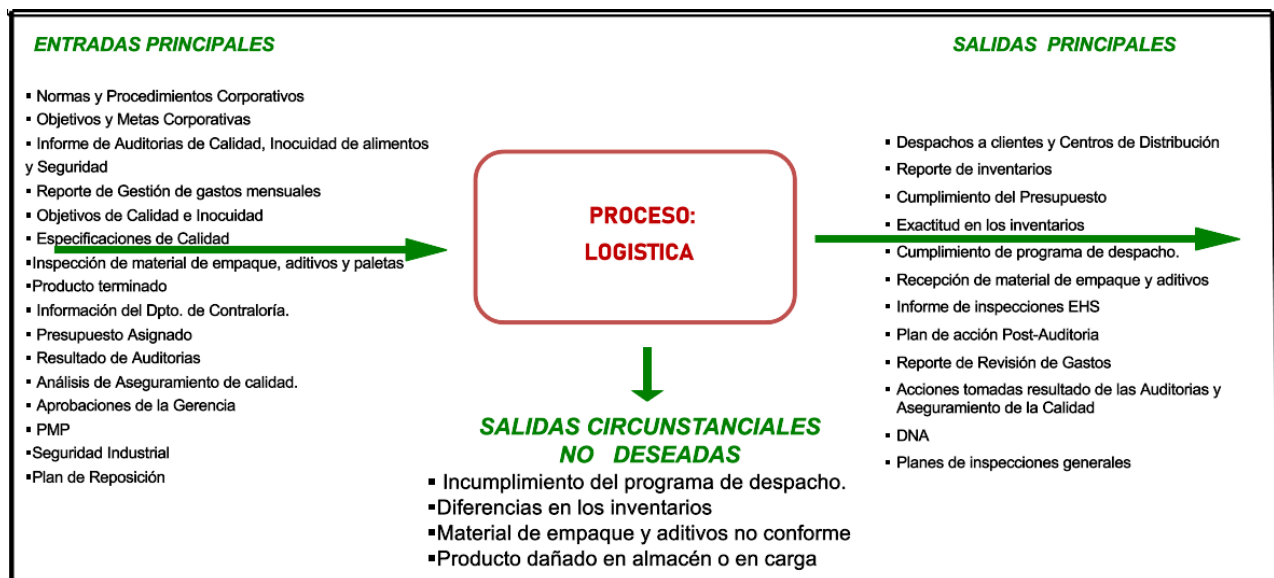 ENTRADAS PRINCIPALES
▪ Normas y Procedimientos Corporativos
▪ Objetivos y Metas Corporativas
▪ Informe de Auditorias de Calidad, Inocuidad de alimentos
y Seguridad
▪ Reporte de Gestión de gastos mensuales
▪ Objetivos de Calidad e Inocuidad
▪ Especificaciones de Calidad
▪Inspección de material de empaque, aditivos y paletas
▪Producto terminado
▪ Información del Dpto. de Contraloría.
▪ Presupuesto Asignado
▪ Resultado de Auditorias
▪ Análisis de Aseguramiento de calidad.
▪ Aprobaciones de la Gerencia
▪ PMP
▪Seguridad Industrial
▪Plan de Reposición
PROCESO:
LOGISTICA
SALIDAS CIRCUNSTANCIALES
NO DESEADAS
▪ Incumplimiento del programa de despacho.
▪Diferencias en los inventarios
▪Material de empaque y aditivos no conforme
▪Producto dañado en almacén o en carga
SALIDAS PRINCIPALES
▪ Despachos a clientes y Centros de Distribución
▪ Reporte de inventarios
▪ Cumplimiento del Presupuesto
▪ Exactitud en los inventarios
▪ Cumplimiento de programa de despacho.
▪ Recepción de material de empaque y aditivos
▪ Informe de inspecciones EHS
▪ Plan de acción Post-Auditoria
▪ Reporte de Revisión de Gastos
▪ Acciones tomadas resultado de las Auditorias y
Aseguramiento de la Calidad
▪ DNA
▪ Planes de inspecciones generales